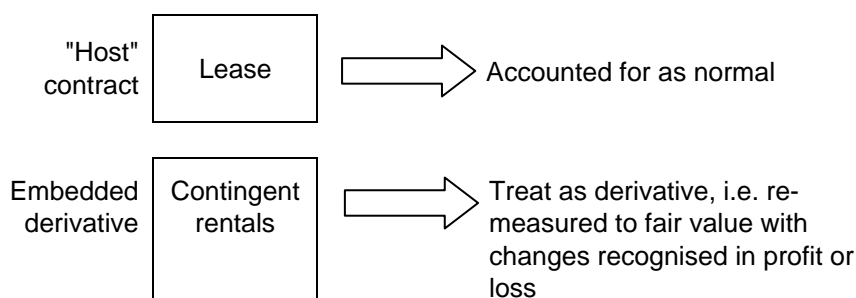 "Host"
contract
Lease
Accounted for as normal
Embedded
derivative
Contingent
rentals
Treat as derivative, i.e. re-
measured to fair value with
changes recognised in profit or
loss